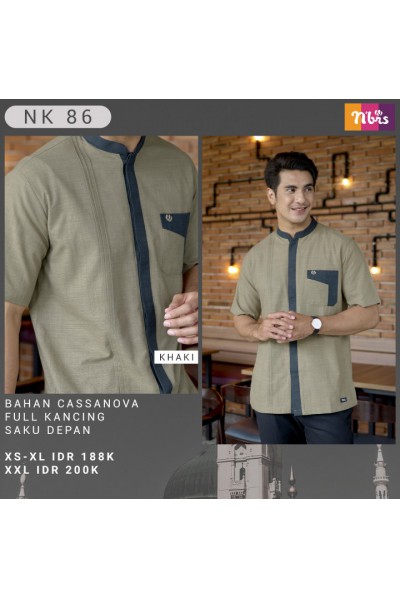 NK 86
Nbrs
KHAKI
BAHAN CASSANOVA
FULL KANCING
SAKU DEPAN
XS-XL IDR 188K
XXL IDR 200K